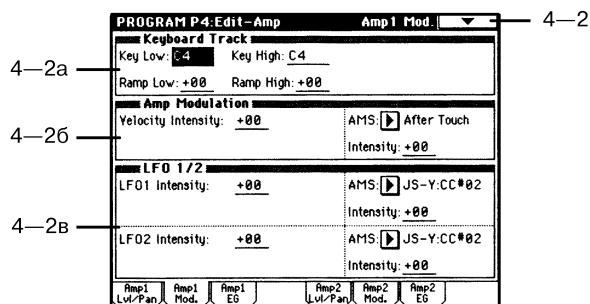 PROGRAM P4:Edit-Amp Amp1 Mod. 4—2
Keyboard Track
Key Low: C4 Key High: C4
4—2а
Ramp Low: +00 Ramp High: +00
Amp Modulation
Velocity Intensity: +00 AMS: After Touch
4—2б
Intensity: +00
LFO 1/2
LFO1 Intensity: +00 AMS: JS-Y:CC#02
Intensity: +00
4—2в
LFO2 Intensity: +00 AMS: JS-Y:CC#02
Intensity: +00
Amp1 Lvl/Pan Amp1 Mod. Amp1 EG Amp2 Lvl/Pan Amp2 Mod. Amp2 EG